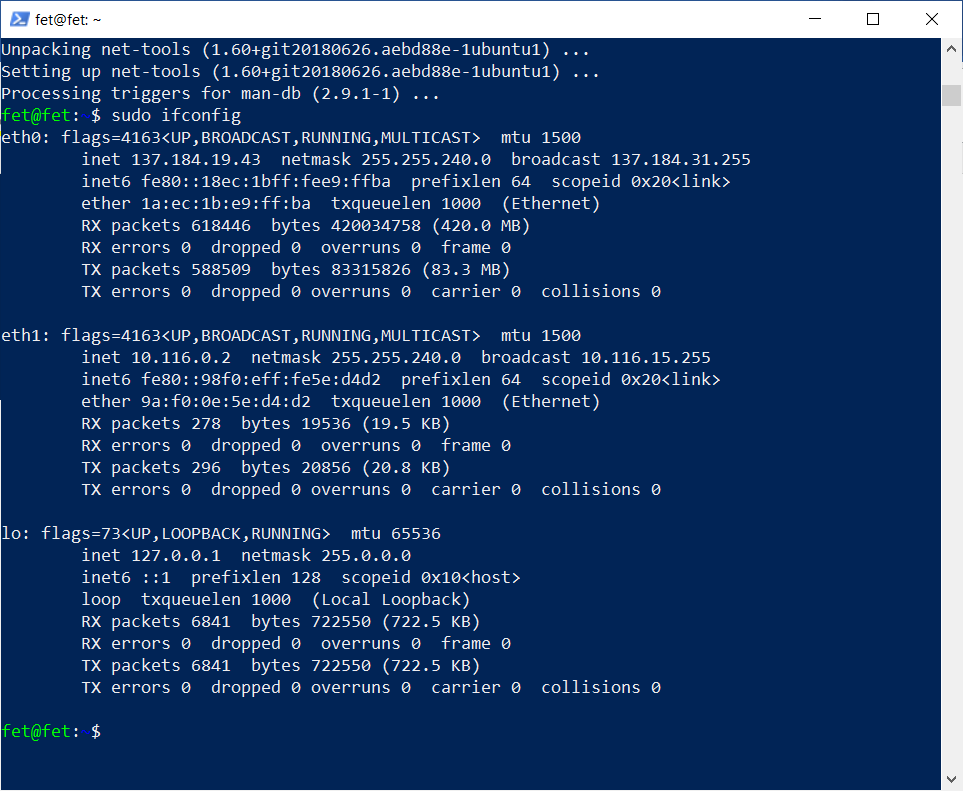 fet@fet: ~
Unpacking net-tools (1.60+git20180626.aebd88e-1ubuntu1) ...
Setting up net-tools (1.60+git20180626.aebd88e-1ubuntu1) ...
Processing triggers for man-db (2.9.1-1) ...
fet@fet:~$ sudo ifconfig
eth0: flags=4163<UP,BROADCAST,RUNNING,MULTICAST>  mtu 1500
        inet 137.184.19.43  netmask 255.255.240.0  broadcast 137.184.31.255
        inet6 fe80::18ec:1bff:fee9:ffba  prefixlen 64  scopeid 0x20<link>
        ether 1a:ec:1b:e9:ff:ba  txqueuelen 1000  (Ethernet)
        RX packets 618446  bytes 420034758 (420.0 MB)
        RX errors 0  dropped 0  overruns 0  frame 0
        TX packets 588509  bytes 83315826 (83.3 MB)
        TX errors 0  dropped 0 overruns 0  carrier 0  collisions 0
eth1: flags=4163<UP,BROADCAST,RUNNING,MULTICAST>  mtu 1500
        inet 10.116.0.2  netmask 255.255.240.0  broadcast 10.116.15.255
        inet6 fe80::98f0:eff:fe5e:d4d2  prefixlen 64  scopeid 0x20<link>
        ether 9a:f0:0e:5e:d4:d2  txqueuelen 1000  (Ethernet)
        RX packets 278  bytes 19536 (19.5 KB)
        RX errors 0  dropped 0  overruns 0  frame 0
        TX packets 296  bytes 20856 (20.8 KB)
        TX errors 0  dropped 0 overruns 0  carrier 0  collisions 0
lo: flags=73<UP,LOOPBACK,RUNNING>  mtu 65536
        inet 127.0.0.1  netmask 255.0.0.0
        inet6 ::1  prefixlen 128  scopeid 0x10<host>
        loop  txqueuelen 1000  (Local Loopback)
        RX packets 6841  bytes 722550 (722.5 KB)
        RX errors 0  dropped 0  overruns 0  frame 0
        TX packets 6841  bytes 722550 (722.5 KB)
        TX errors 0  dropped 0 overruns 0  carrier 0  collisions 0
fet@fet:~$